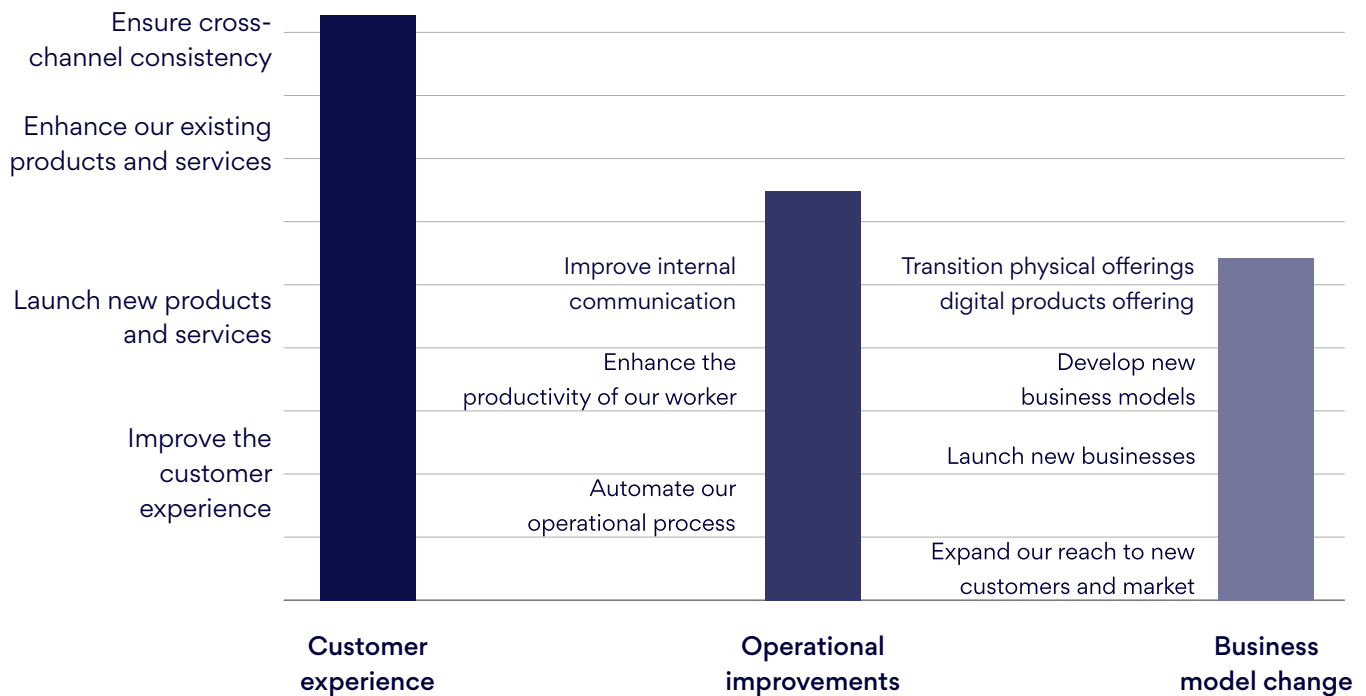 Ensure cross-
channel consistency
Enhance our existing
products and services
Launch new products
and services
Improve the
customer
experience
Improve internal
communication
Enhance the
productivity of our worker
Automate our
operational process
Transition physical offerings
digital products offering
Develop new
business models
Launch new businesses
Expand our reach to new
customers and market
Customer
experience
Operational
improvements
Business
model change